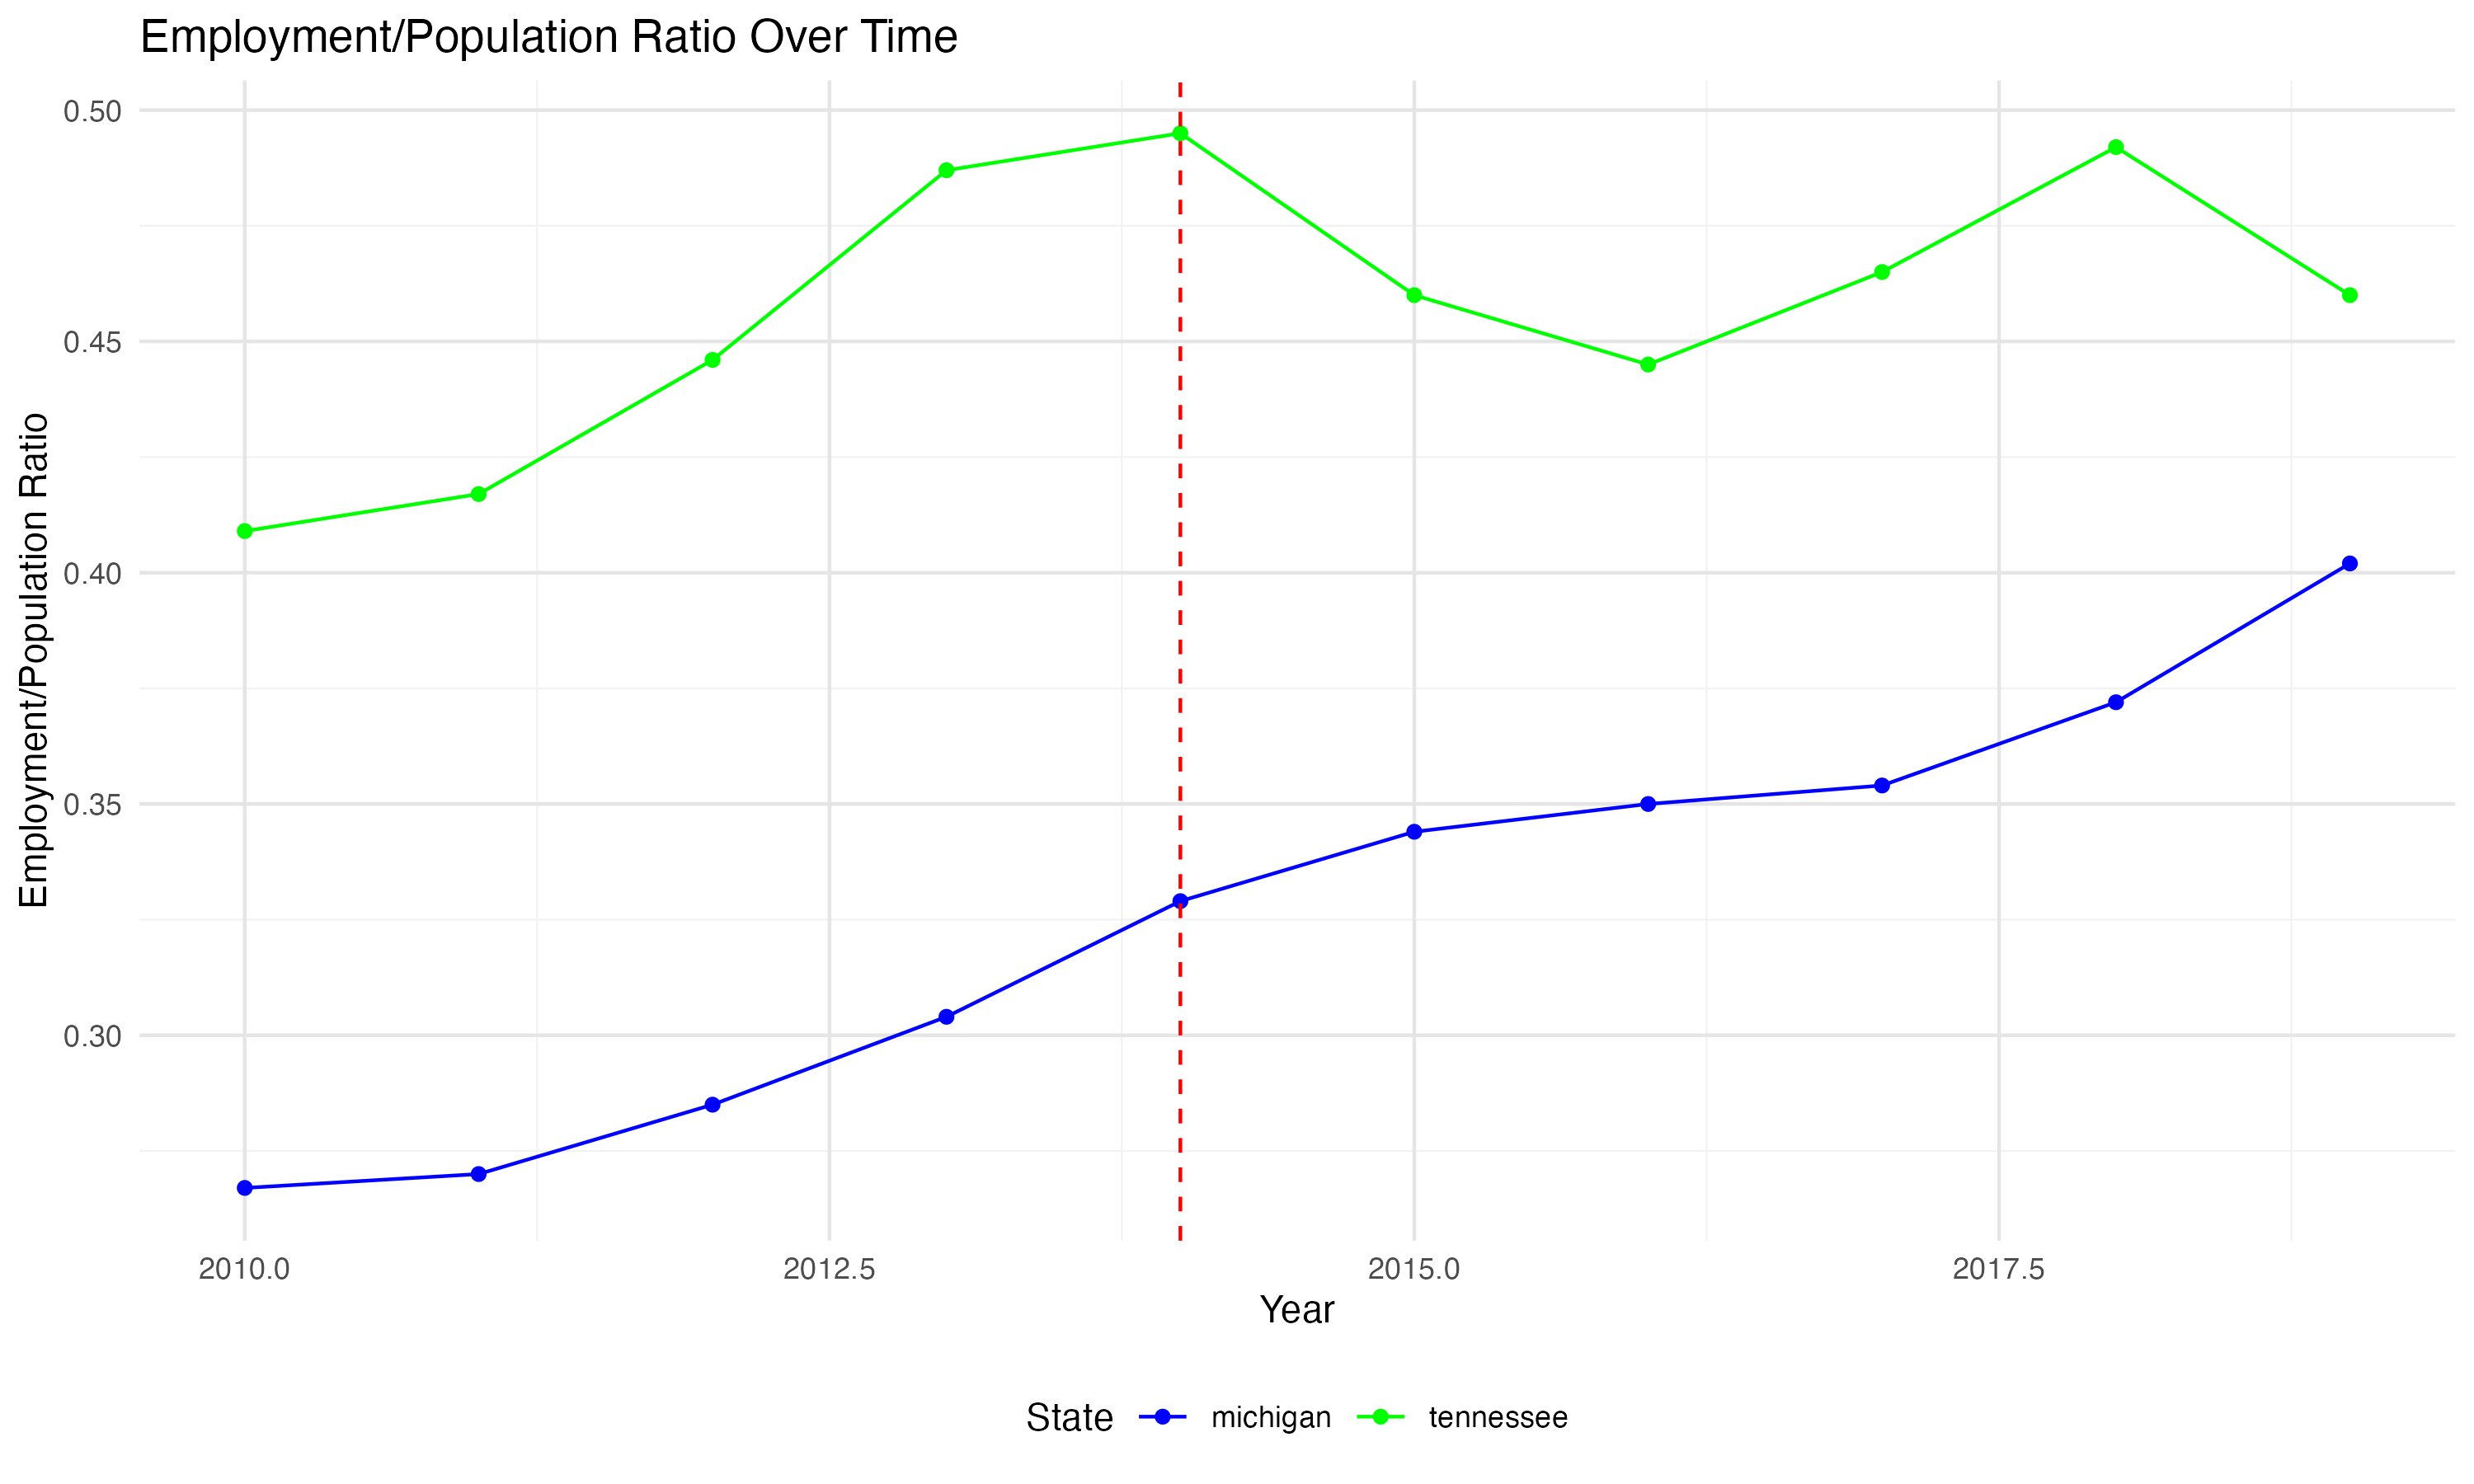 Employment/Population Ratio Over Time
Employment/Population Ratio
0.50
0.45
0.40
0.35
0.30
2010.0 2012.5 2015.0 2017.5
Year
State michigan tennessee